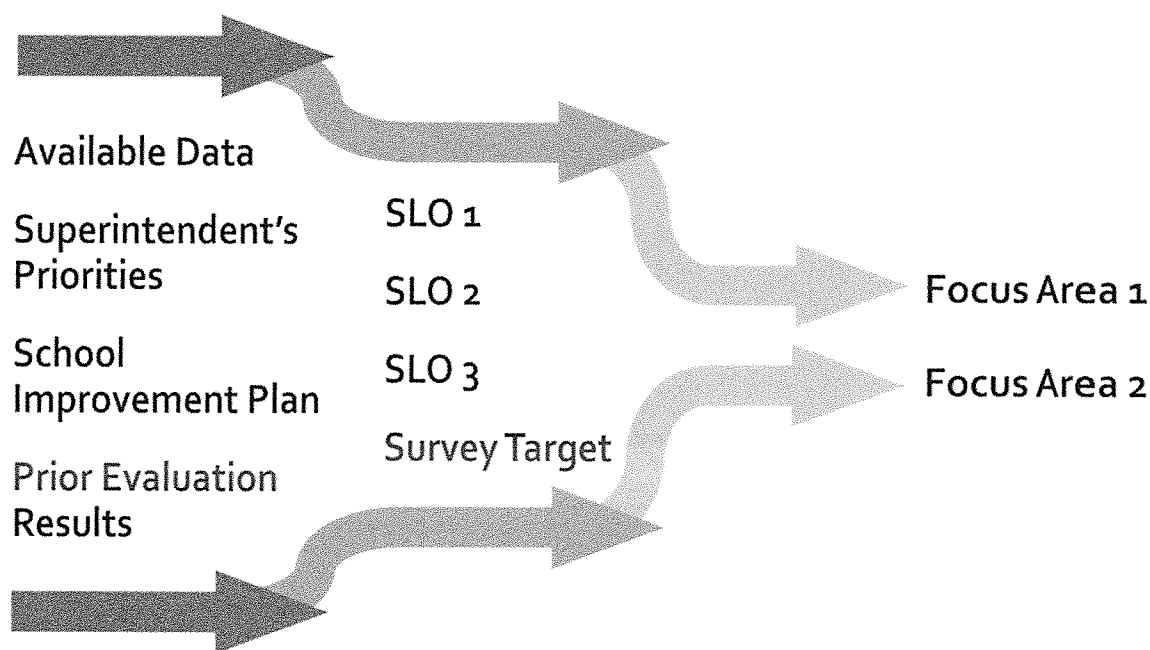 Available Data
Superintendent's
Priorities
School
Improvement Plan
Prior Evaluation
Results
SLO 1
SLO 2
SLO 3
Survey Target
Focus Area 1
Focus Area 2